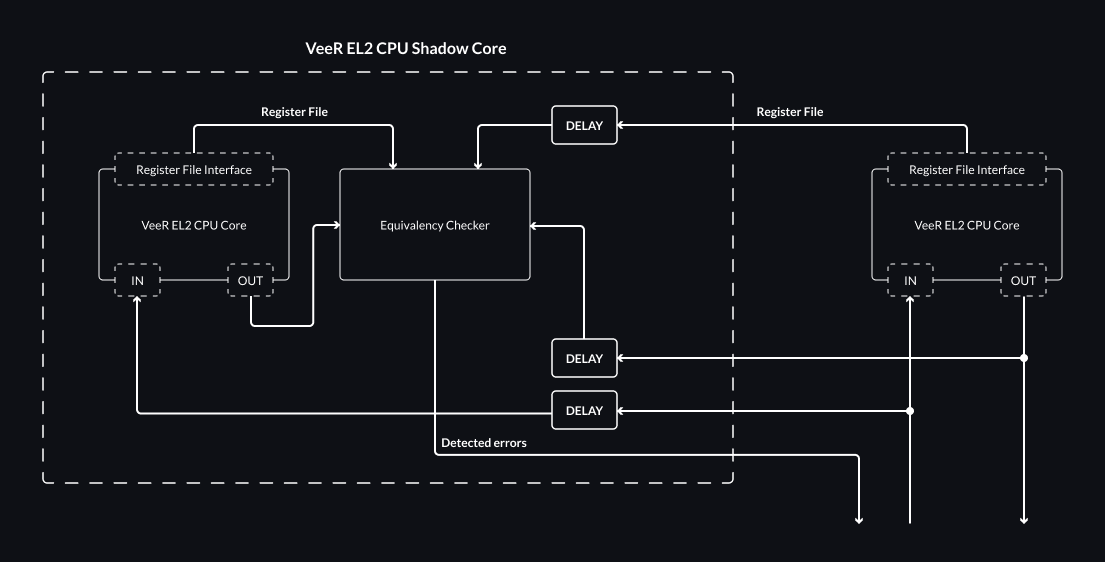 VeeR EL2 CPU Shadow Core
Register File
DELAY
Register File
Register File Interface
VeeR EL2 CPU Core
IN
OUT
Equivalency Checker
Register File Interface
VeeR EL2 CPU Core
IN
OUT
DELAY
DELAY
Detected errors